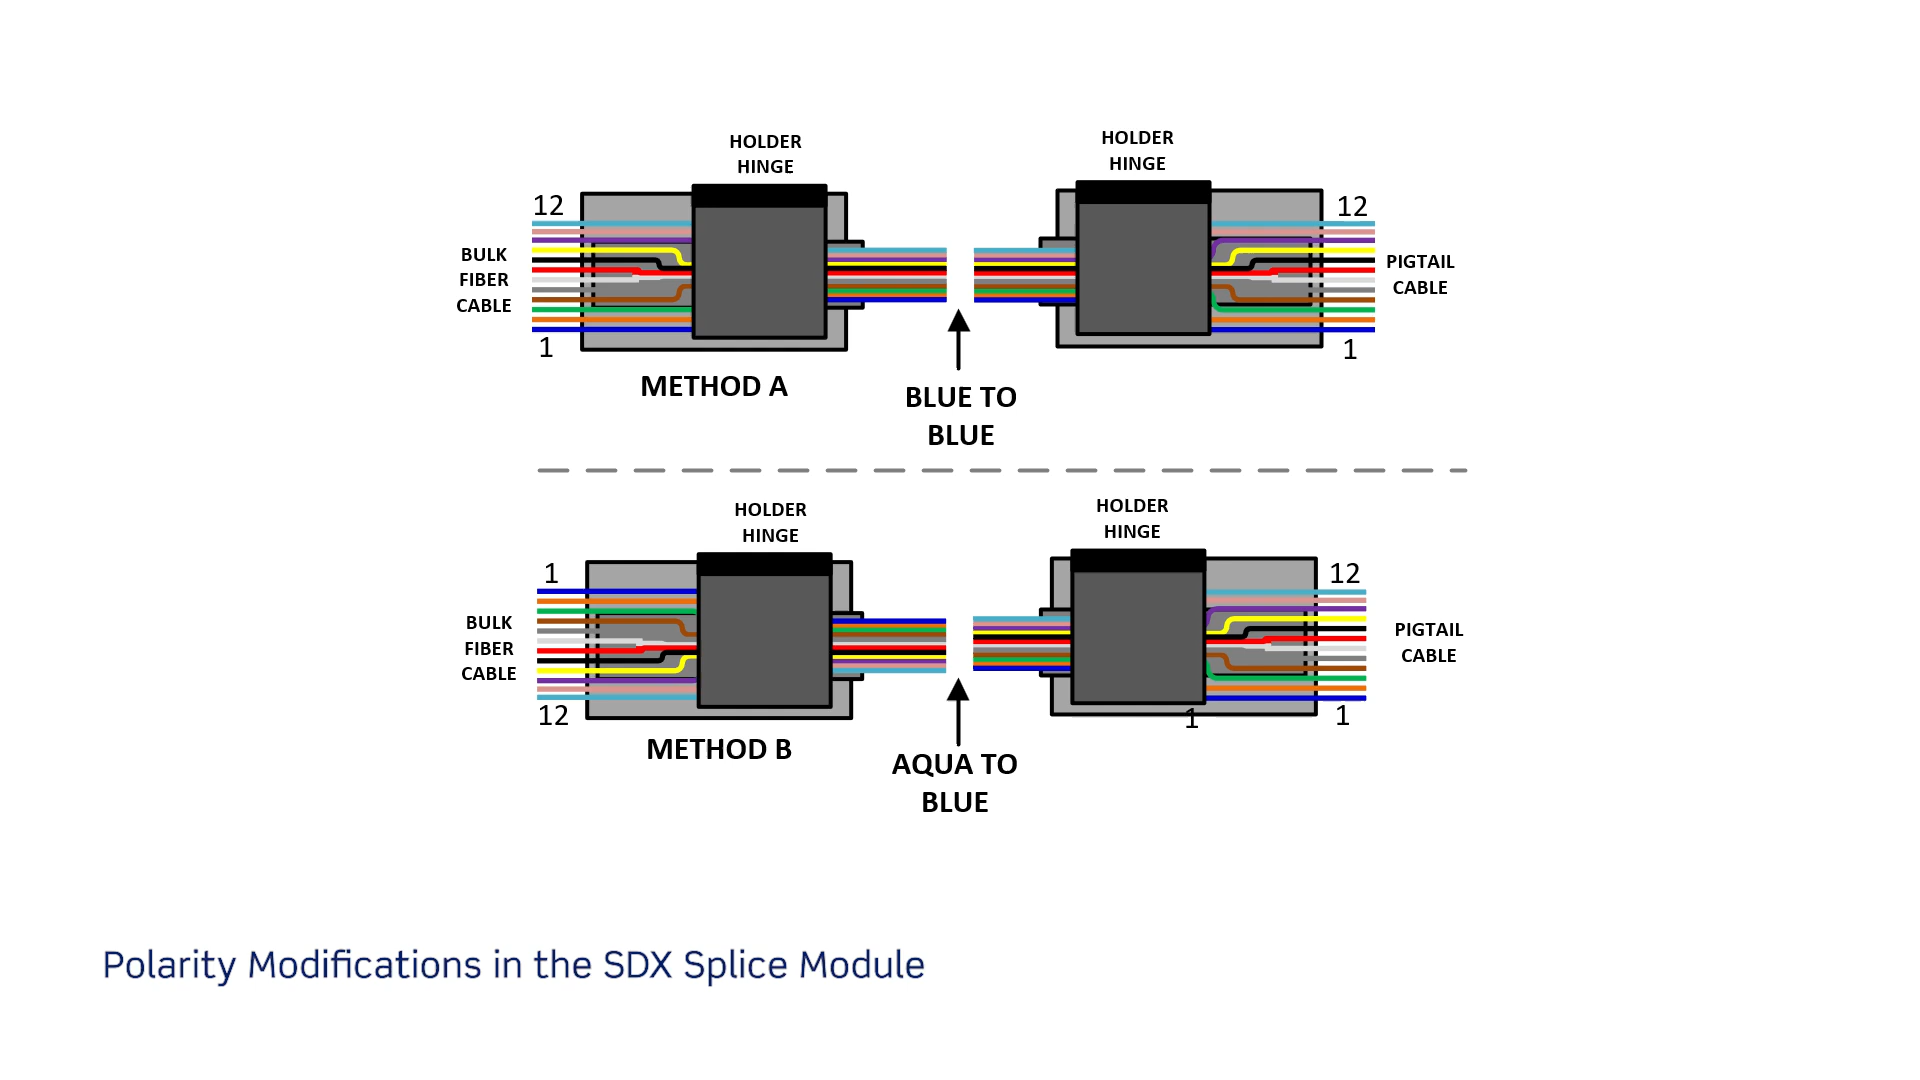 HOLDER
HINGE
HOLDER
HINGE
12
12
BULK
FIBER
CABLE
PIGTAIL
CABLE
1
1
METHOD A
BLUE TO
BLUE
HOLDER
HINGE
HOLDER
HINGE
1
12
BULK
FIBER
CABLE
PIGTAIL
CABLE
12
1
1
METHOD B
AQUA TO
BLUE
Polarity Modifications in the SDX Splice Module